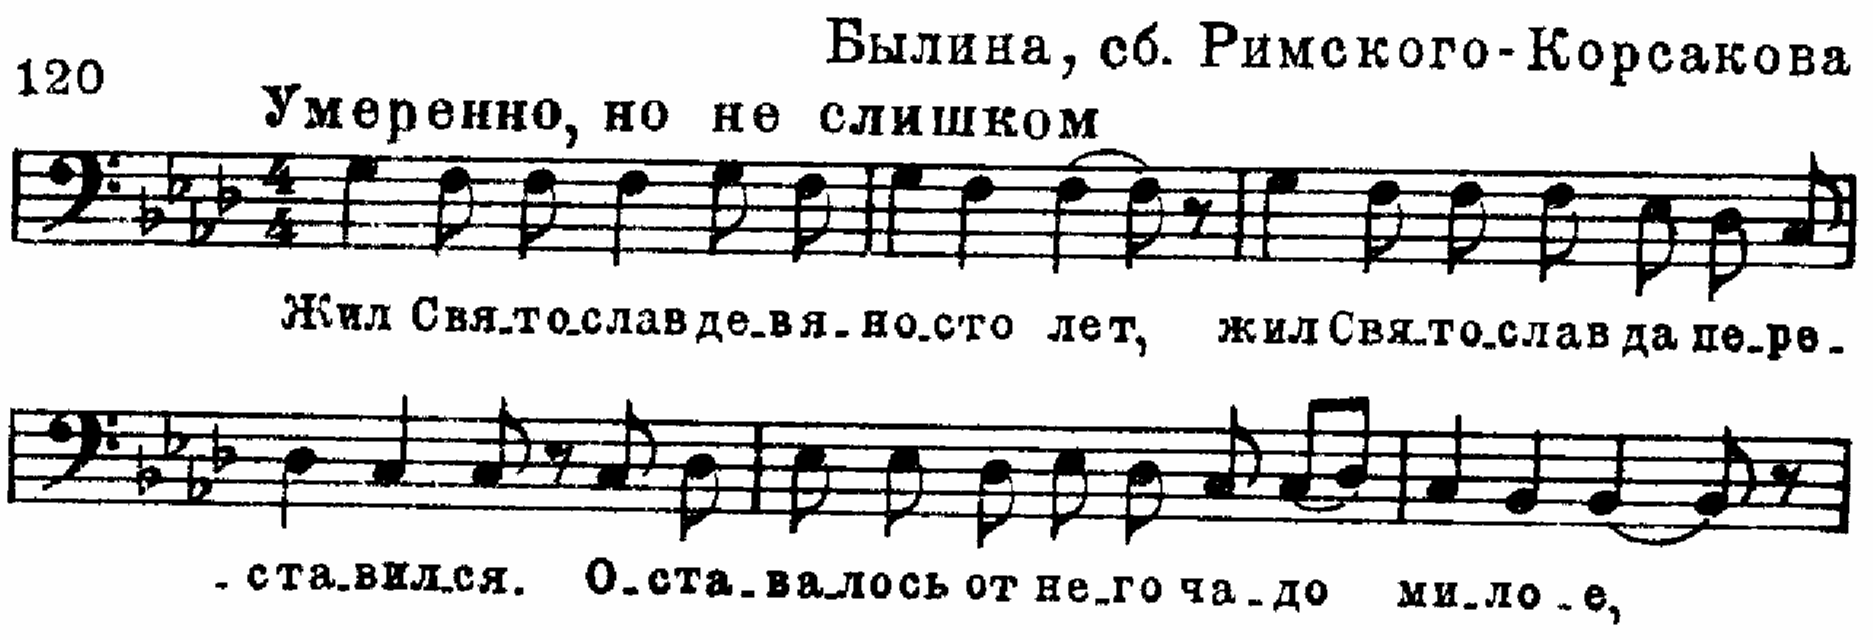 Былина, сб. Римского-Корсакова
120
Умеренно, но не слишком
4
4
Жил Свя-то-слав де-вя-но-сто лет, жил Свя-то-слав да пе-ре-
-ста-вил-ся. О-ста-ва-лось от не-го ча-до ми-ло-е,